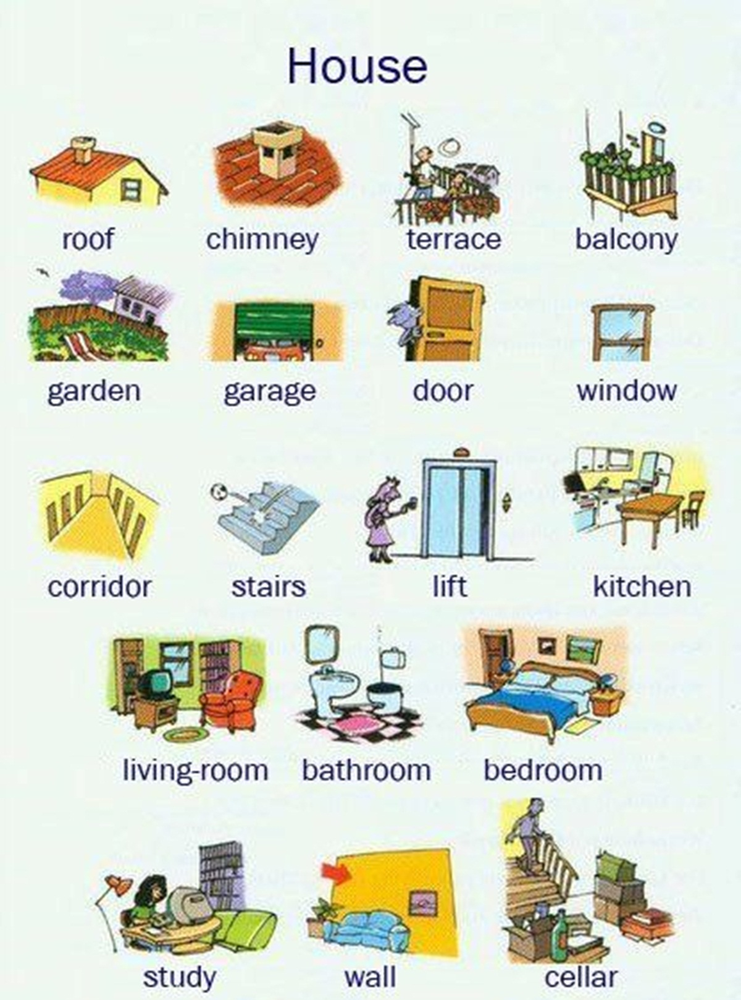 House
roof chimney terrace balcony
garden garage door window
corridor stairs lift kitchen
living-room bathroom bedroom
study wall cellar